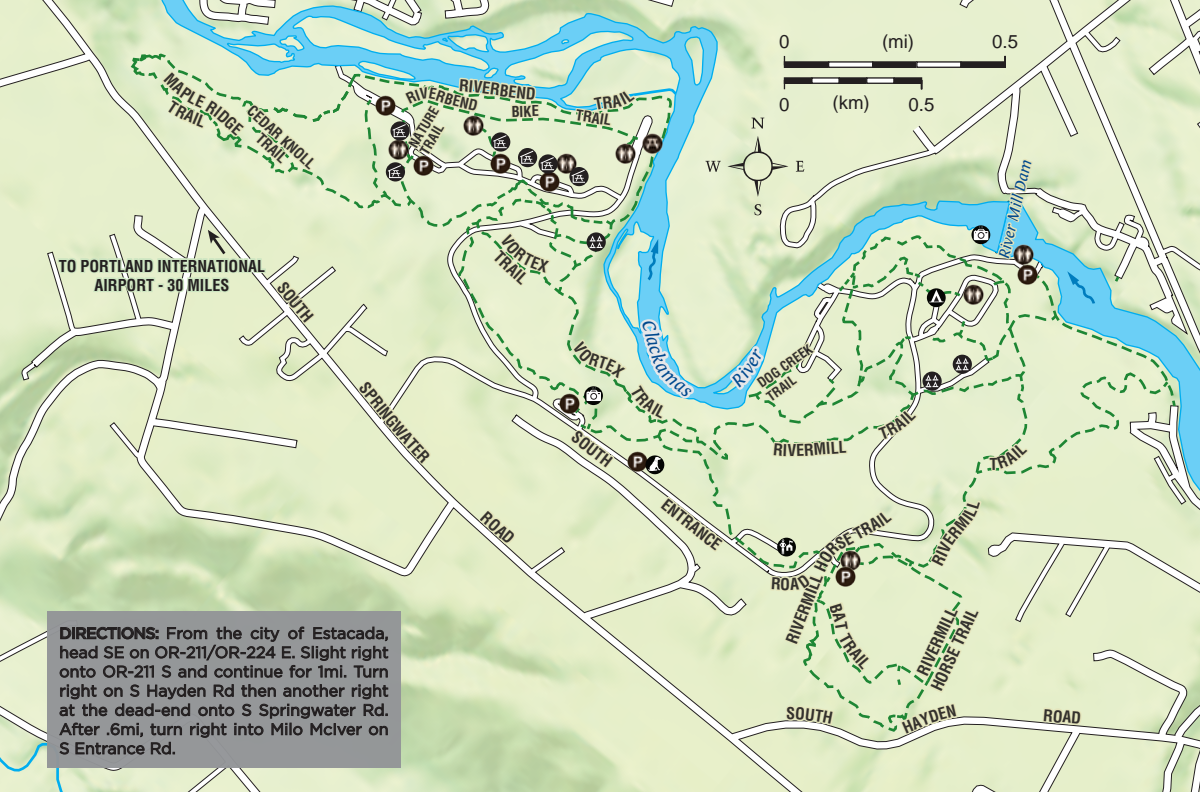 0 (mi) 0.5
0 (km) 0.5
N
W E
S
RIVERBEND TRAIL
RIVERBEND BIKE TRAIL
NATURE
TRAIL
MAPLE RIDGE
TRAIL
CEDAR KNOLL
TRAIL
P
P
P
P
River Mill Dam
P
VORTEX
TRAIL
TO PORTLAND INTERNATIONAL
AIRPORT - 30 MILES
SOUTH SPRINGWATER ROAD
Clackamas River
VORTEX TRAIL
DOG CREEK
TRAIL
P
P
RIVERMILL TRAIL
SOUTH ENTRANCE ROAD
RIVERMILL TRAIL
RIVERMILL HORSE TRAIL
P
BAT TRAIL
RIVERMILL
HORSE TRAIL
SOUTH HAYDEN ROAD
DIRECTIONS: From the city of Estacada,
head SE on OR-211/OR-224 E. Slight right
onto OR-211 S and continue for 1mi. Turn
right on S Hayden Rd then another right
at the dead-end onto S Springwater Rd.
After .6mi, turn right into Milo McIver on
S Entrance Rd.